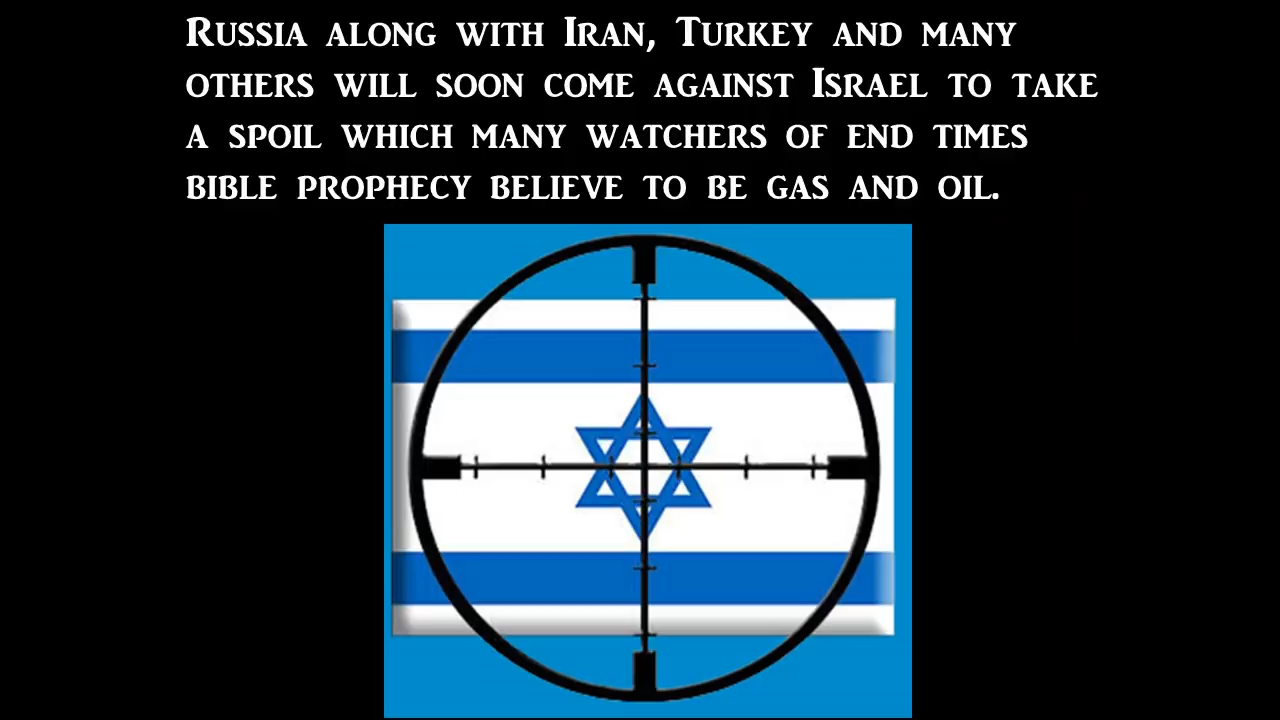 Russia along with Iran, Turkey and many
others will soon come against Israel to take
a spoil which many watchers of end times
bible prophecy believe to be gas and oil.